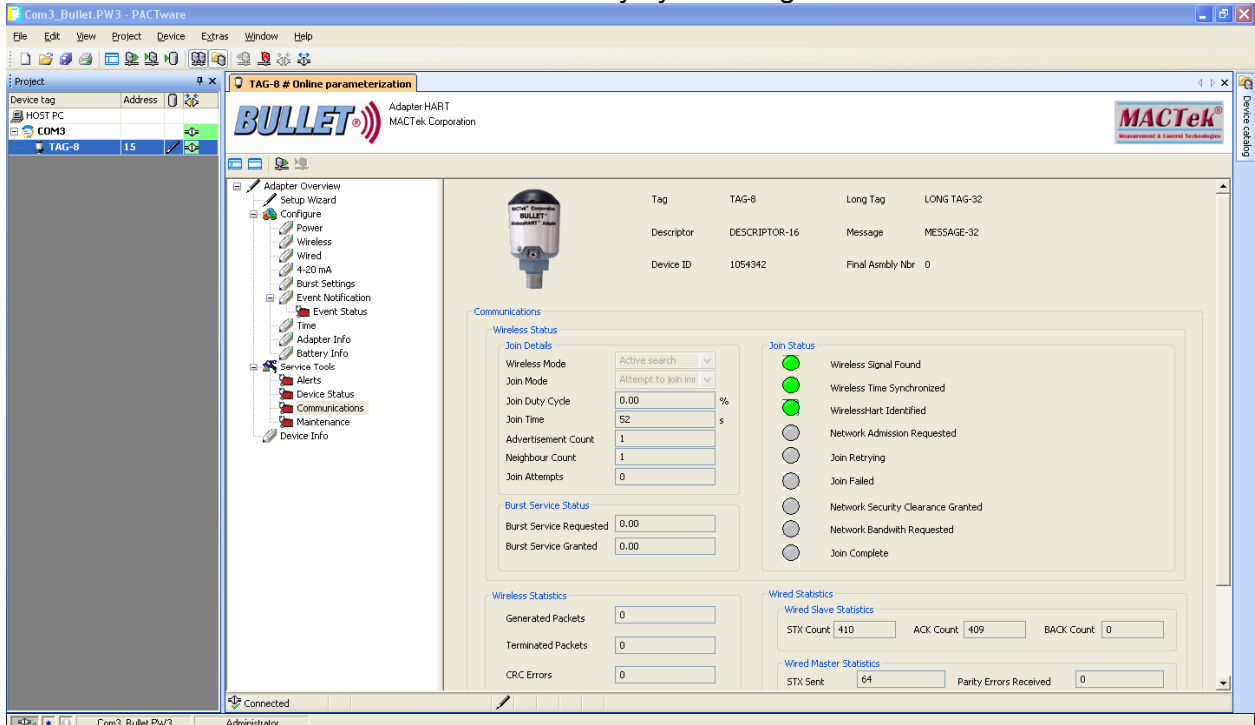 Com3_Bullet.PW3 - PACTware
File Edit View Project Device Extras Window Help
Project
Device tag Address
HOST PC
COM3
TAG-8 15
TAG-8 # Online parameterization
BULLET®
Adapter HART
MACTek Corporation
MACTek®
Measurement & Control Technologies
Device catalog
Adapter Overview
Setup Wizard
Configure
Power
Wireless
Wired
4-20 mA
Burst Settings
Event Notification
Event Status
Time
Adapter Info
Battery Info
Service Tools
Alerts
Device Status
Communications
Maintenance
Device Info
MACTek® Corporation
BULLET®
WirelessHART™ Adapter
Tag TAG-8 Long Tag LONG TAG-32
Descriptor DESCRIPTOR-16 Message MESSAGE-32
Device ID 1054342 Final Asmbly Nbr 0
Communications
Wireless Status
Join Details
Wireless Mode Active search
Join Mode Attempt to join imr
Join Duty Cycle 0.00 %
Join Time 52 s
Advertisement Count 1
Neighbour Count 1
Join Attempts 0
Burst Service Status
Burst Service Requested 0.00
Burst Service Granted 0.00
Join Status
Wireless Signal Found
Wireless Time Synchronized
WirelessHart Identified
Network Admission Requested
Join Retrying
Join Failed
Network Security Clearance Granted
Network Bandwith Requested
Join Complete
Wireless Statistics
Generated Packets 0
Terminated Packets 0
CRC Errors 0
Wired Statistics
Wired Slave Statistics
STX Count 410 ACK Count 409 BACK Count 0
Wired Master Statistics
STX Sent 64 Parity Errors Received 0
Connected
Com3_Bullet.PW3 Administrator